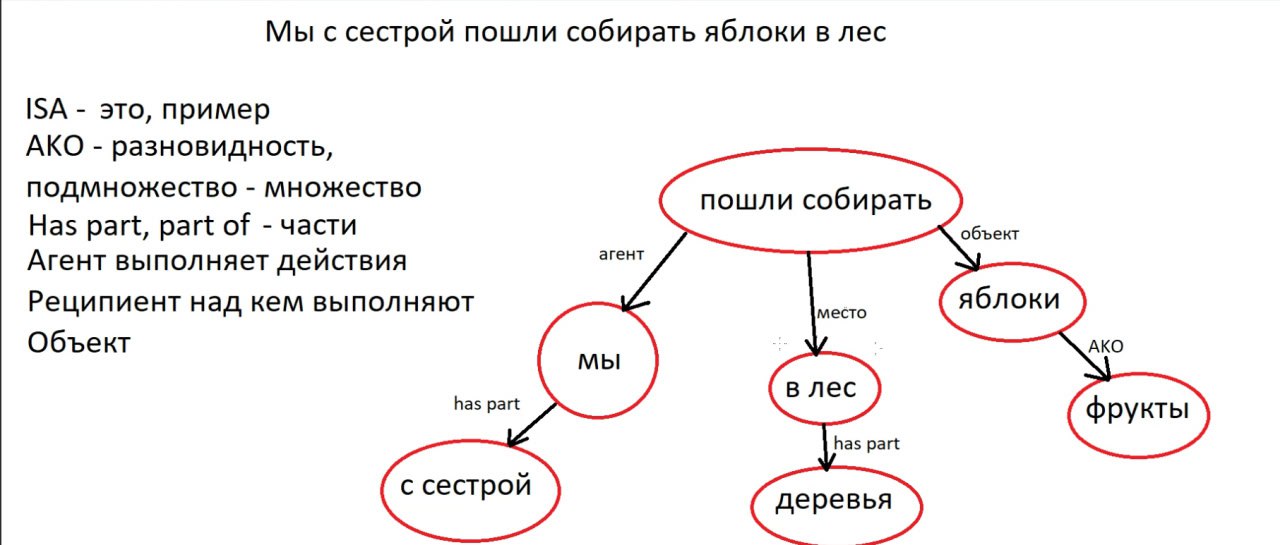 Мы с сестрой пошли собирать яблоки в лес
ISA - это, пример
AKO - разновидность,
подмножество - множество
Has part, part of - части
Агент выполняет действия
Реципиент над кем выполняют
Объект
пошли собирать
агент
место
объект
мы
в лес
яблоки
has part
has part
AKO
с сестрой
деревья
фрукты